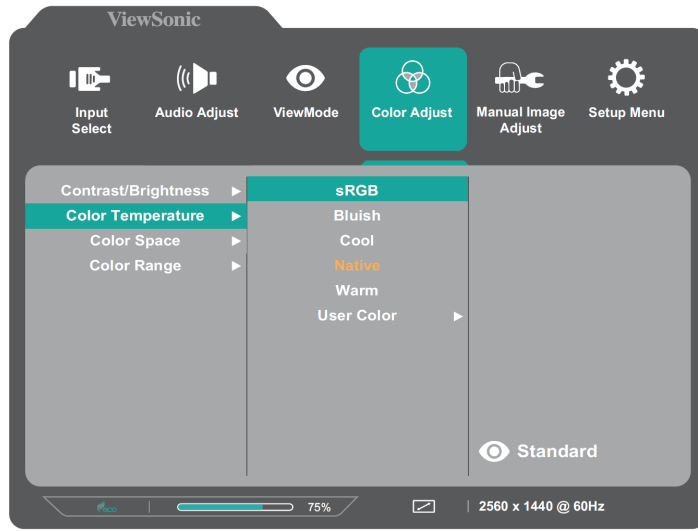 ViewSonic
Input
Select
Audio Adjust
ViewMode
Color Adjust
Manual Image
Adjust
Setup Menu
Contrast/Brightness
Color Temperature
Color Space
Color Range
sRGB
Bluish
Cool
Native
Warm
User Color
Standard
eco
75%
2560 x 1440 @ 60Hz